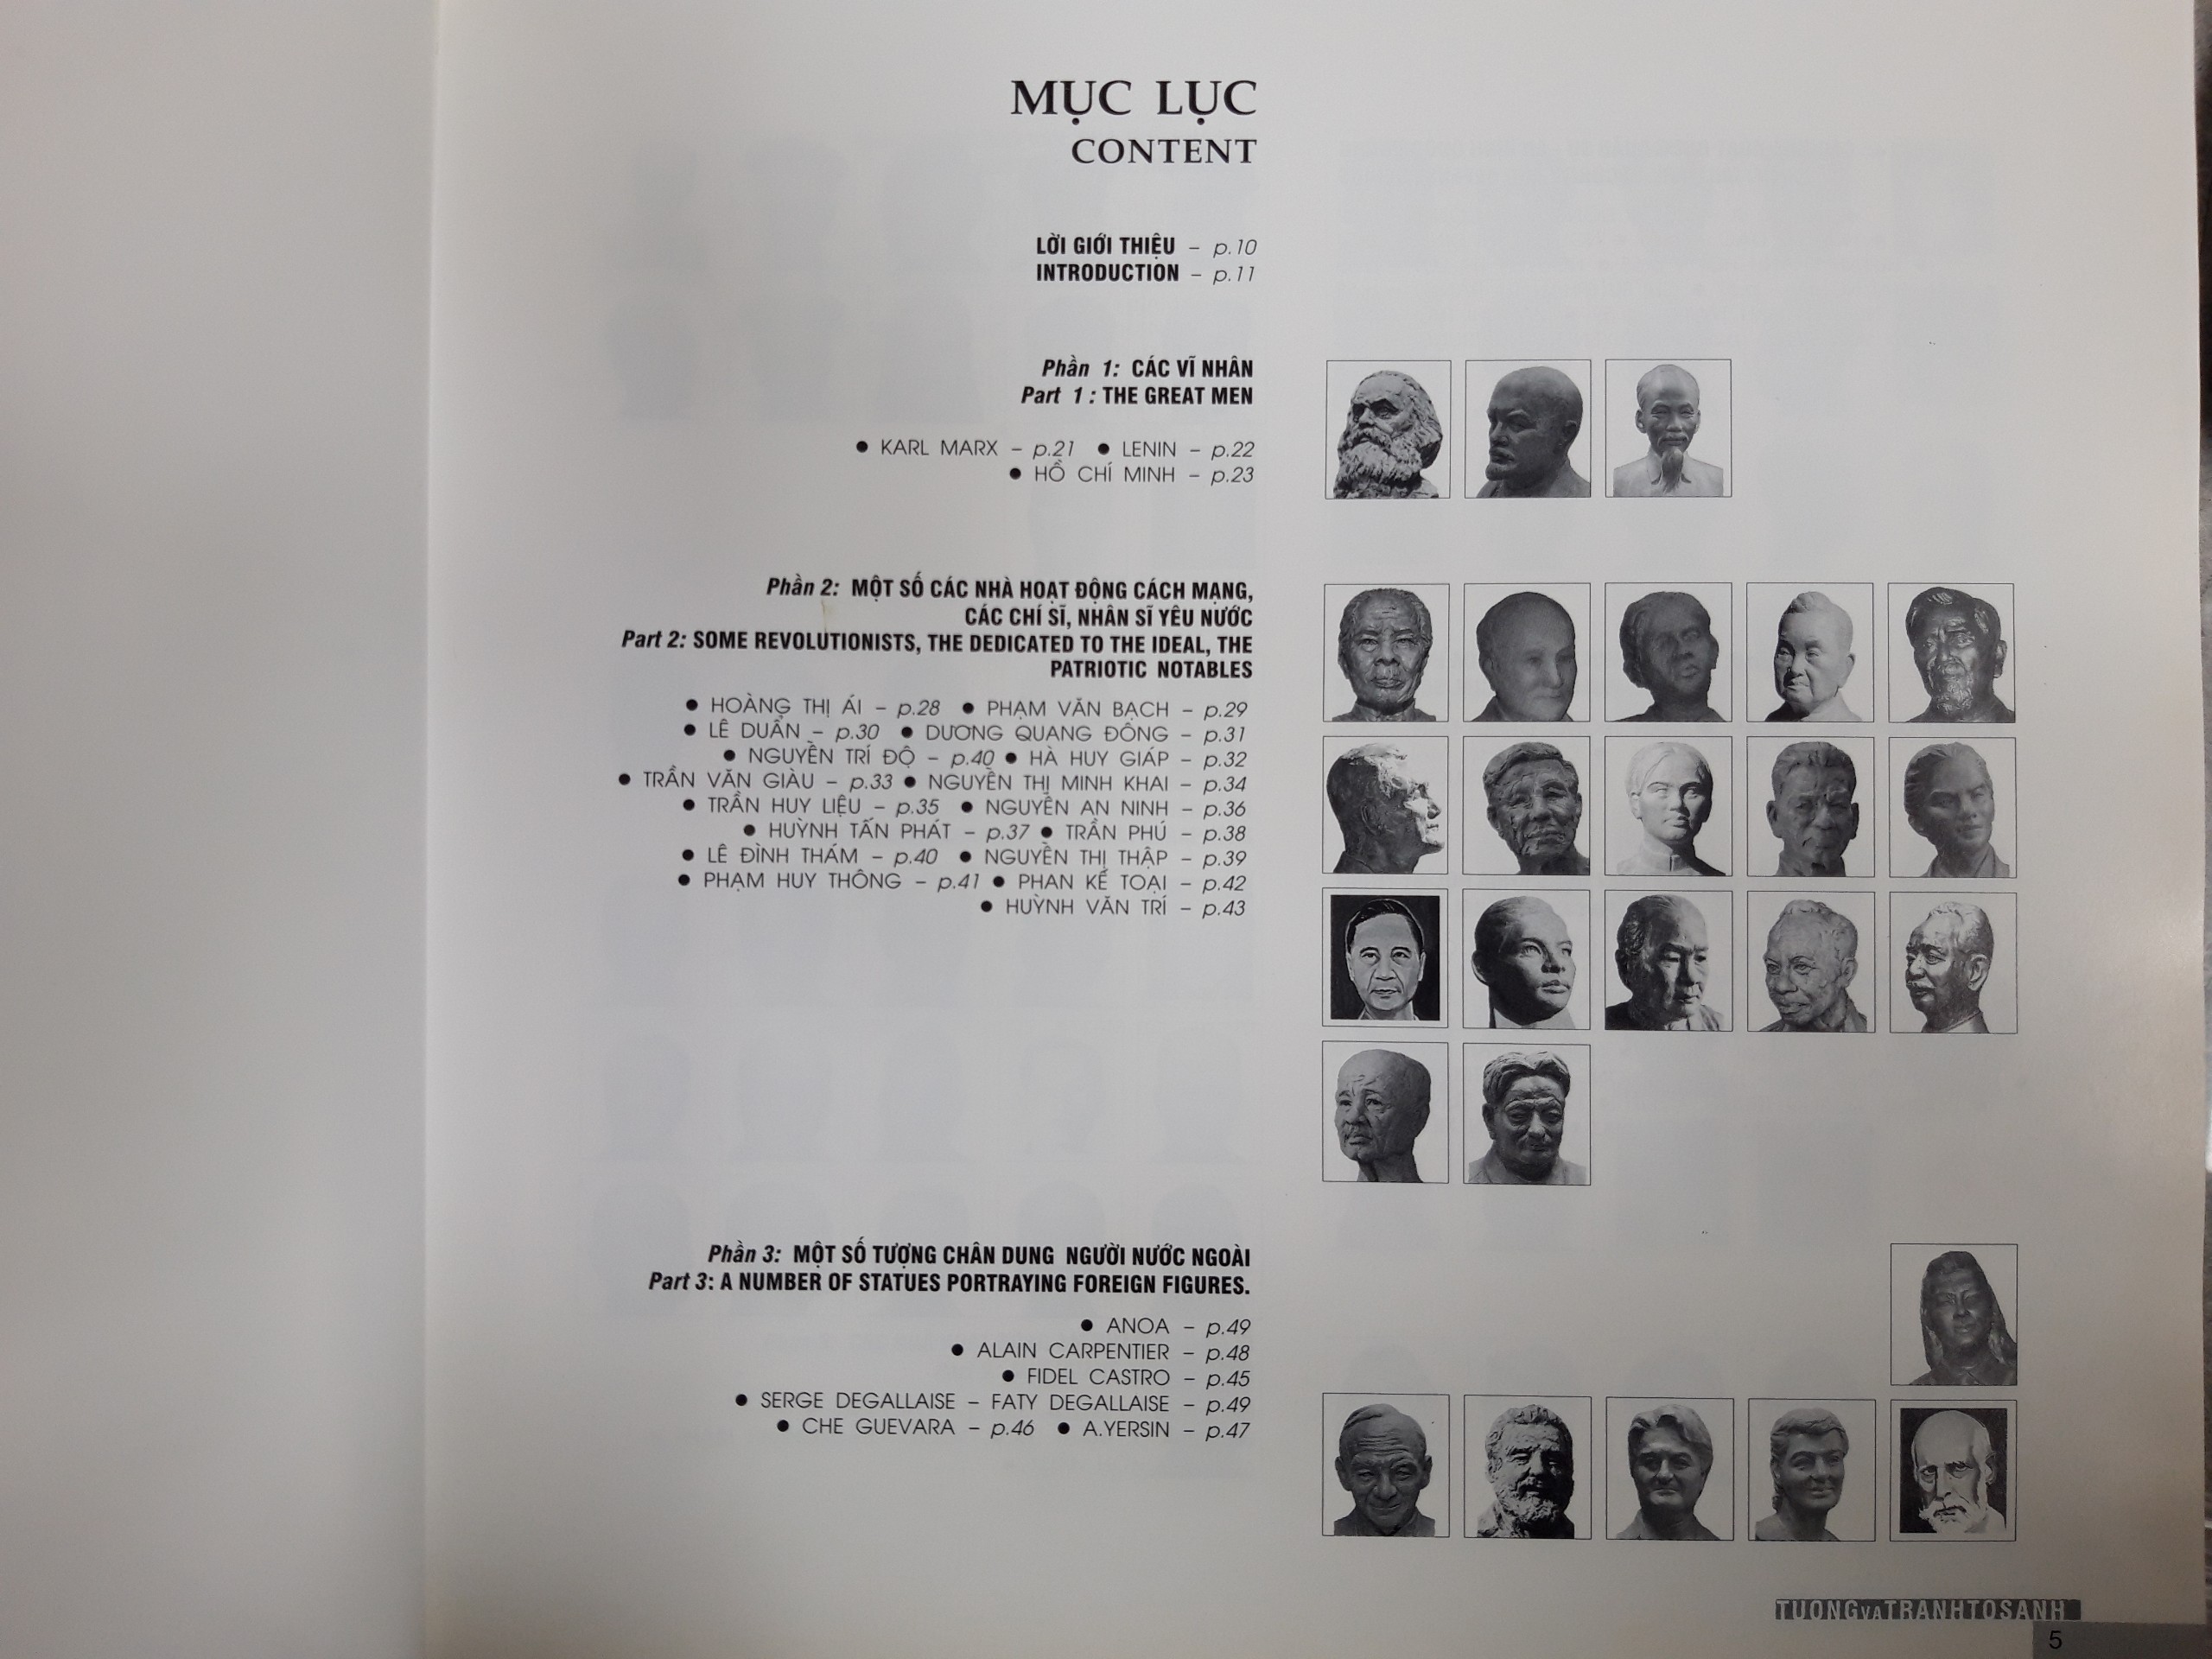 MỤC LỤC
CONTENT
LỜI GIỚI THIỆU – p.10
INTRODUCTION – p.11
Phần 1: CÁC VĨ NHÂN
Part 1 : THE GREAT MEN
● KARL MARX – p.21 ● LENIN – p.22
● HỒ CHÍ MINH – p.23
Phần 2: MỘT SỐ CÁC NHÀ HOẠT ĐỘNG CÁCH MẠNG,
CÁC CHÍ SĨ, NHÂN SĨ YÊU NƯỚC
Part 2: SOME REVOLUTIONISTS, THE DEDICATED TO THE IDEAL, THE
PATRIOTIC NOTABLES
● HOÀNG THỊ ÁI – p.28 ● PHẠM VĂN BẠCH – p.29
● LÊ DUẨN – p.30 ● DƯƠNG QUANG ĐÔNG – p.31
● NGUYỄN TRÍ ĐỘ – p.40 ● HÀ HUY GIÁP – p.32
● TRẦN VĂN GIÀU – p.33 ● NGUYỄN THỊ MINH KHAI – p.34
● TRẦN HUY LIỆU – p.35 ● NGUYỄN AN NINH – p.36
● HUỲNH TẤN PHÁT – p.37 ● TRẦN PHÚ – p.38
● LÊ ĐÌNH THÁM – p.40 ● NGUYỄN THỊ THẬP – p.39
● PHẠM HUY THÔNG – p.41 ● PHAN KẾ TOẠI – p.42
● HUỲNH VĂN TRÍ – p.43
Phần 3: MỘT SỐ TƯỢNG CHÂN DUNG NGƯỜI NƯỚC NGOÀI
Part 3: A NUMBER OF STATUES PORTRAYING FOREIGN FIGURES.
● ANOA – p.49
● ALAIN CARPENTIER – p.48
● FIDEL CASTRO – p.45
● SERGE DEGALLAISE – FATY DEGALLAISE – p.49
● CHE GUEVARA – p.46 ● A.YERSIN – p.47
TUONGVATRANHTOSANH
5